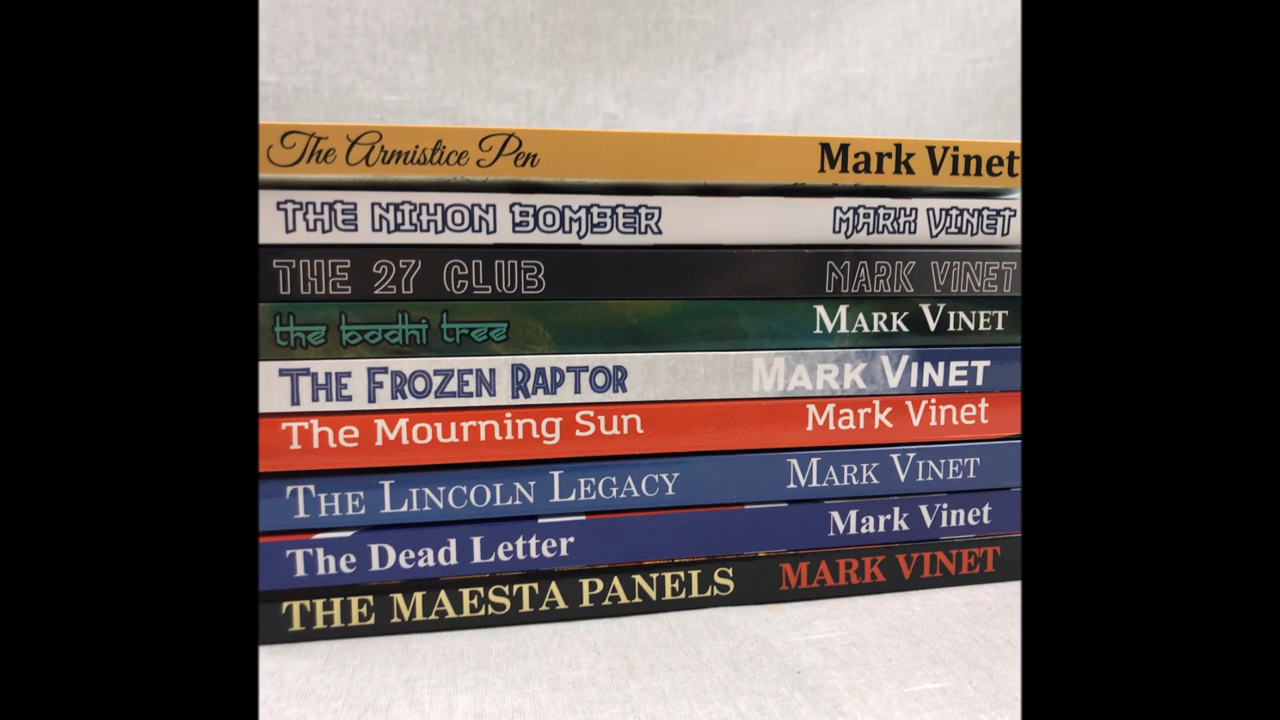 The Armistice Pen Mark Vinet
THE NIHON BOMBER MARK VINET
THE 27 CLUB MARK VINET
the bodhi tree MARK VINET
THE FROZEN RAPTOR MARK VINET
The Mourning Sun Mark Vinet
THE LINCOLN LEGACY MARK VINET
The Dead Letter Mark Vinet
THE MAESTA PANELS MARK VINET